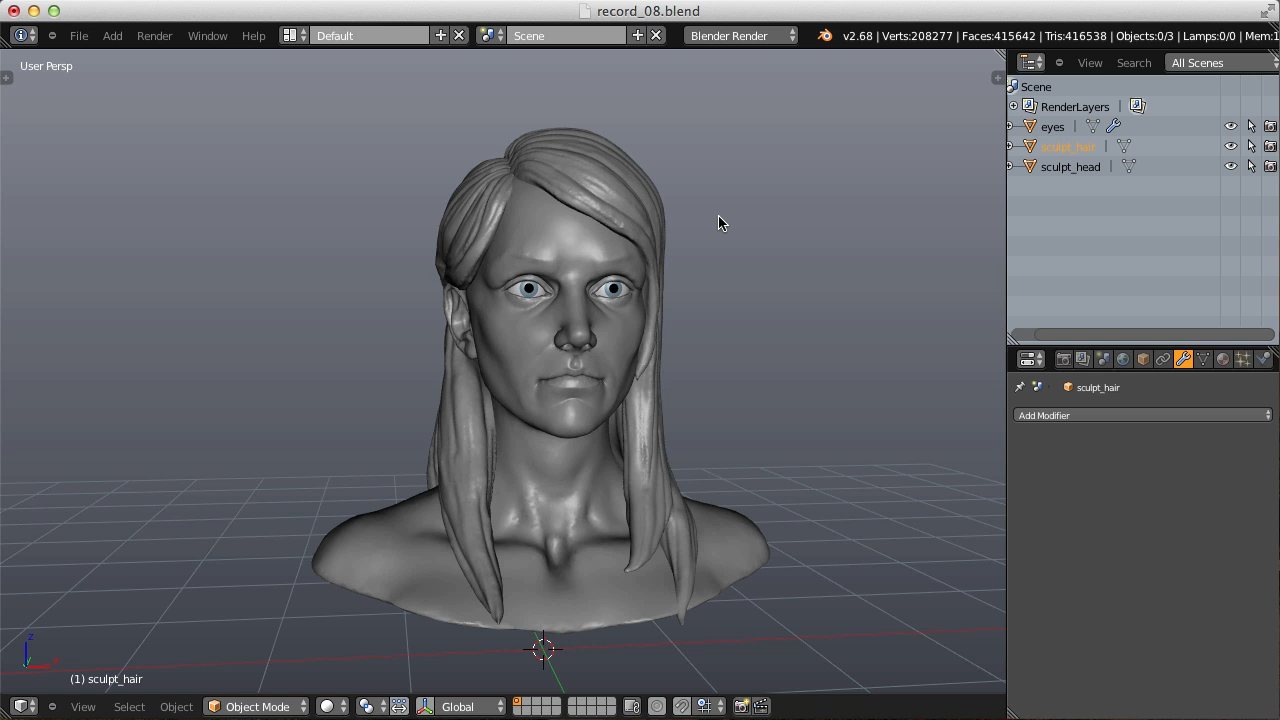 record_08.blend
File Add Render Window Help Default Scene Blender Render v2.68 | Verts:208277 | Faces:415642 | Tris:416538 | Objects:0/3 | Lamps:0/0 | Mem:1
User Persp
View Search All Scenes
Scene
RenderLayers
eyes
sculpt_hair
sculpt_head
sculpt_hair
Add Modifier
z
x
(1) sculpt_hair
View Select Object Object Mode Global